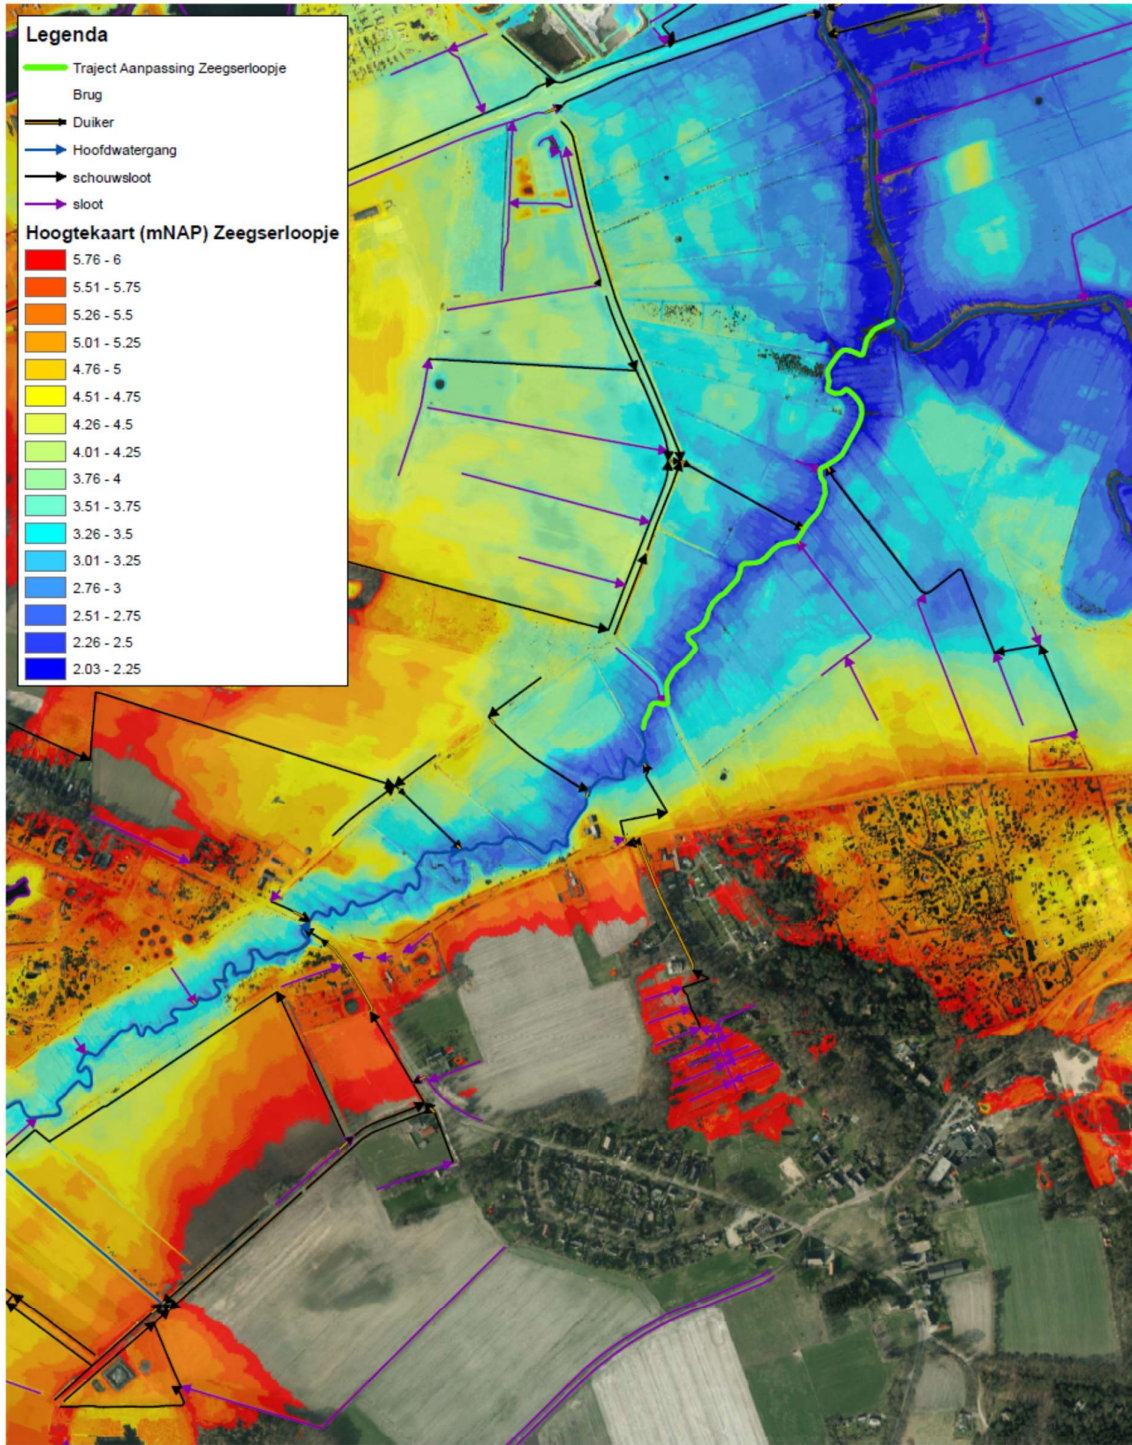 Legenda
Traject Aanpassing Zeegserloopje
Brug
Duiker
Hoofdwatergang
schouwsloot
sloot
Hoogtekaart (mNAP) Zeegserloopje
5.76 - 6
5.51 - 5.75
5.26 - 5.5
5.01 - 5.25
4.76 - 5
4.51 - 4.75
4.26 - 4.5
4.01 - 4.25
3.76 - 4
3.51 - 3.75
3.26 - 3.5
3.01 - 3.25
2.76 - 3
2.51 - 2.75
2.26 - 2.5
2.03 - 2.25